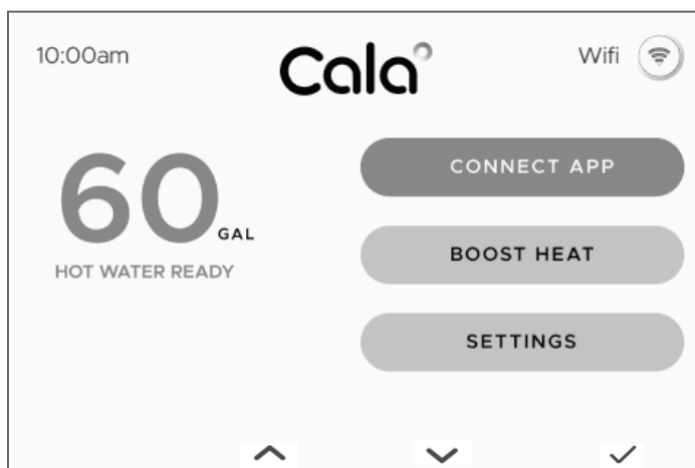 10:00am
Cala
Wifi
60 GAL
HOT WATER READY
CONNECT APP
BOOST HEAT
SETTINGS